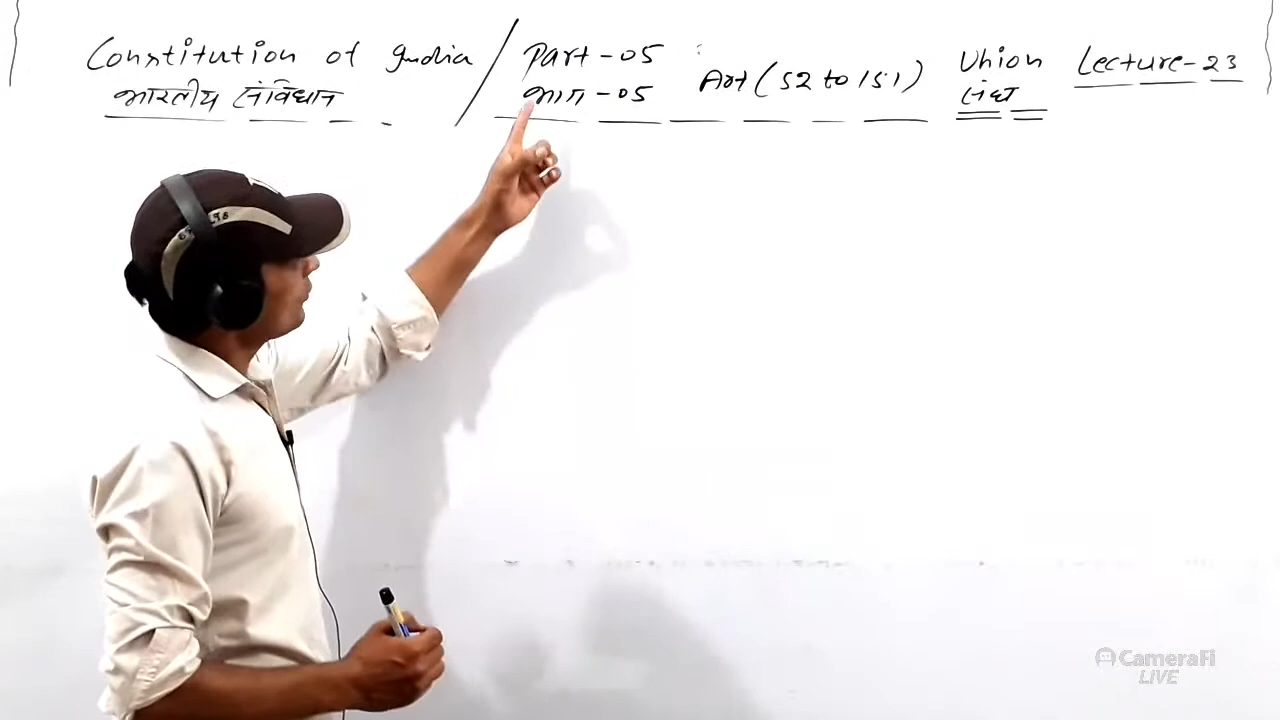 Constitution of India / Part-05 Art (52 to 151) Union Lecture-23
भारतीय संविधान भाग-05 संघ
CameraFi
LIVE